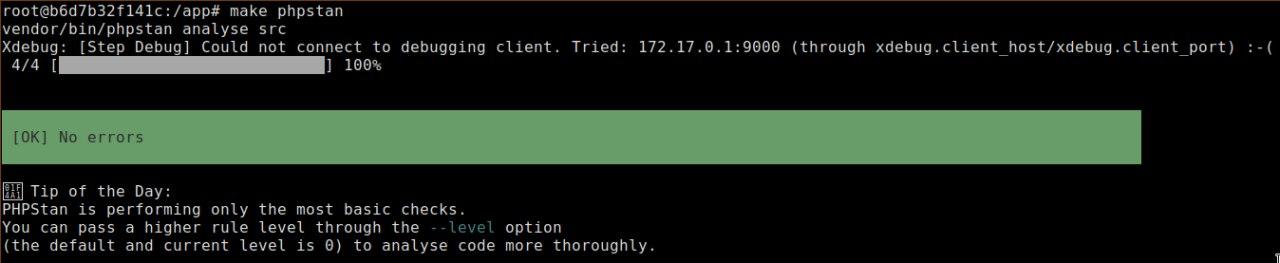 root@b6d7b32f141c:/app# make phpstan
vendor/bin/phpstan analyse src
Xdebug: [Step Debug] Could not connect to debugging client. Tried: 172.17.0.1:9000 (through xdebug.client_host/xdebug.client_port) :-(
4/4 [] 100%
[OK] No errors
01F4A1 Tip of the Day:
PHPStan is performing only the most basic checks.
You can pass a higher rule level through the --level option
(the default and current level is 0) to analyse code more thoroughly.